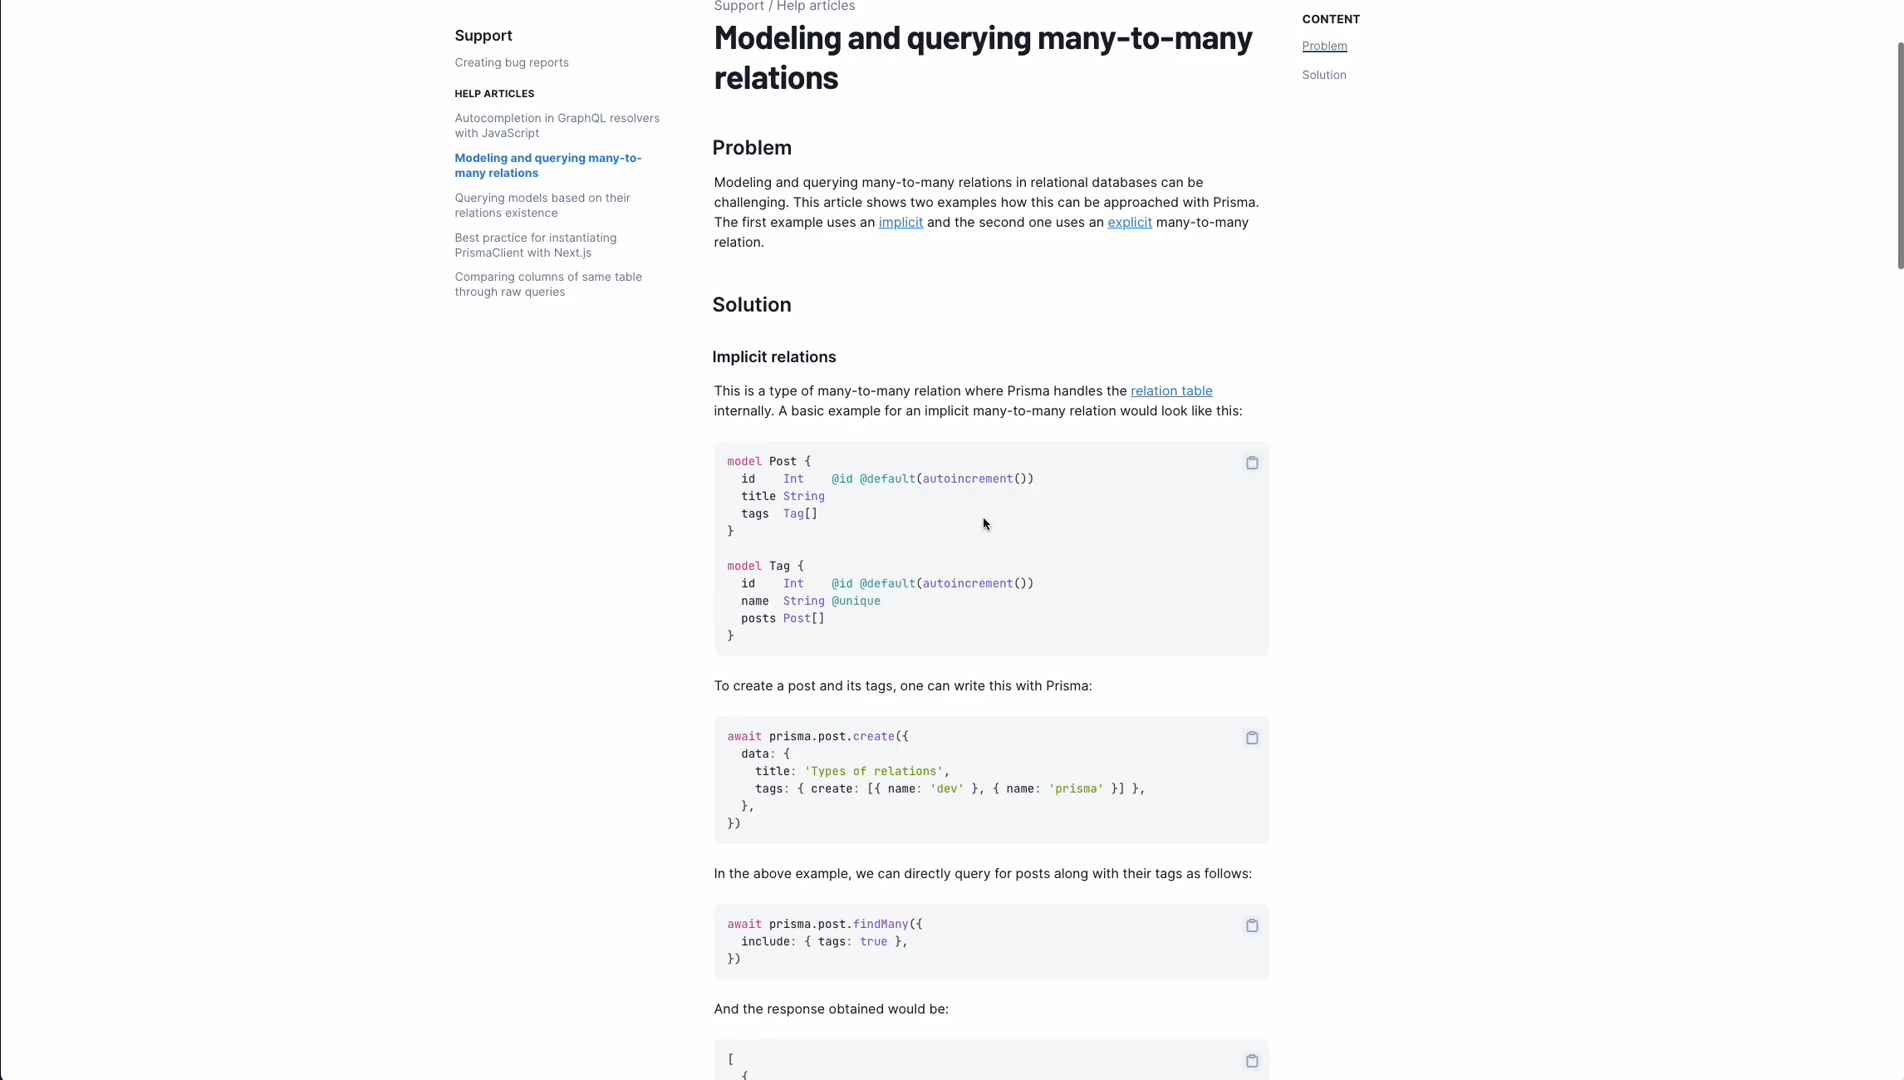 Support / Help articles
Modeling and querying many-to-many
relations
Support
Creating bug reports
HELP ARTICLES
Autocompletion in GraphQL resolvers
with JavaScript
Modeling and querying many-to-
many relations
Querying models based on their
relations existence
Best practice for instantiating
PrismaClient with Next.js
Comparing columns of same table
through raw queries
Problem
Modeling and querying many-to-many relations in relational databases can be
challenging. This article shows two examples how this can be approached with Prisma.
The first example uses an implicit and the second one uses an explicit many-to-many
relation.
Solution
Implicit relations
This is a type of many-to-many relation where Prisma handles the relation table
internally. A basic example for an implicit many-to-many relation would look like this:
model Post {
  id    Int    @id @default(autoincrement())
  title String
  tags  Tag[]
}
model Tag {
  id    Int    @id @default(autoincrement())
  name  String @unique
  posts Post[]
}
To create a post and its tags, one can write this with Prisma:
await prisma.post.create({
  data: {
    title: 'Types of relations',
    tags: { create: [{ name: 'dev' }, { name: 'prisma' }] },
  },
})
In the above example, we can directly query for posts along with their tags as follows:
await prisma.post.findMany({
  include: { tags: true },
})
And the response obtained would be:
[
  {
CONTENT
Problem
Solution